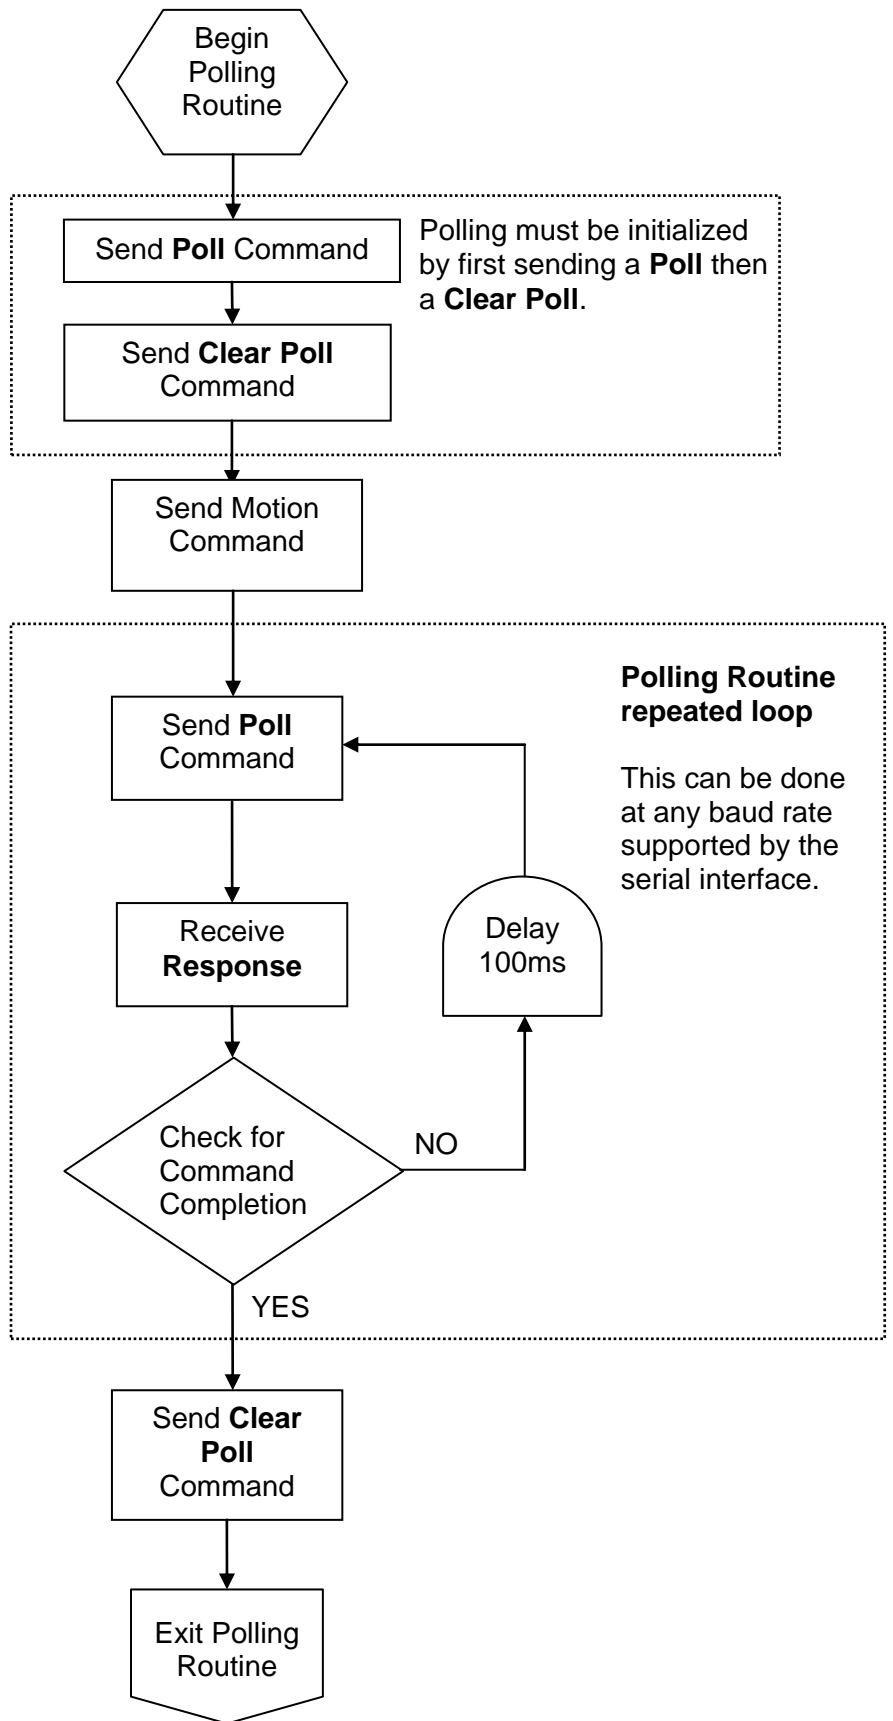 Begin
Polling
Routine
Send Poll Command
Polling must be initialized
by first sending a Poll then
a Clear Poll.
Send Clear Poll
Command
Send Motion
Command
Polling Routine
repeated loop
This can be done
at any baud rate
supported by the
serial interface.
Send Poll
Command
Receive
Response
Delay
100ms
Check for
Command
Completion
NO
YES
Send Clear
Poll
Command
Exit Polling
Routine